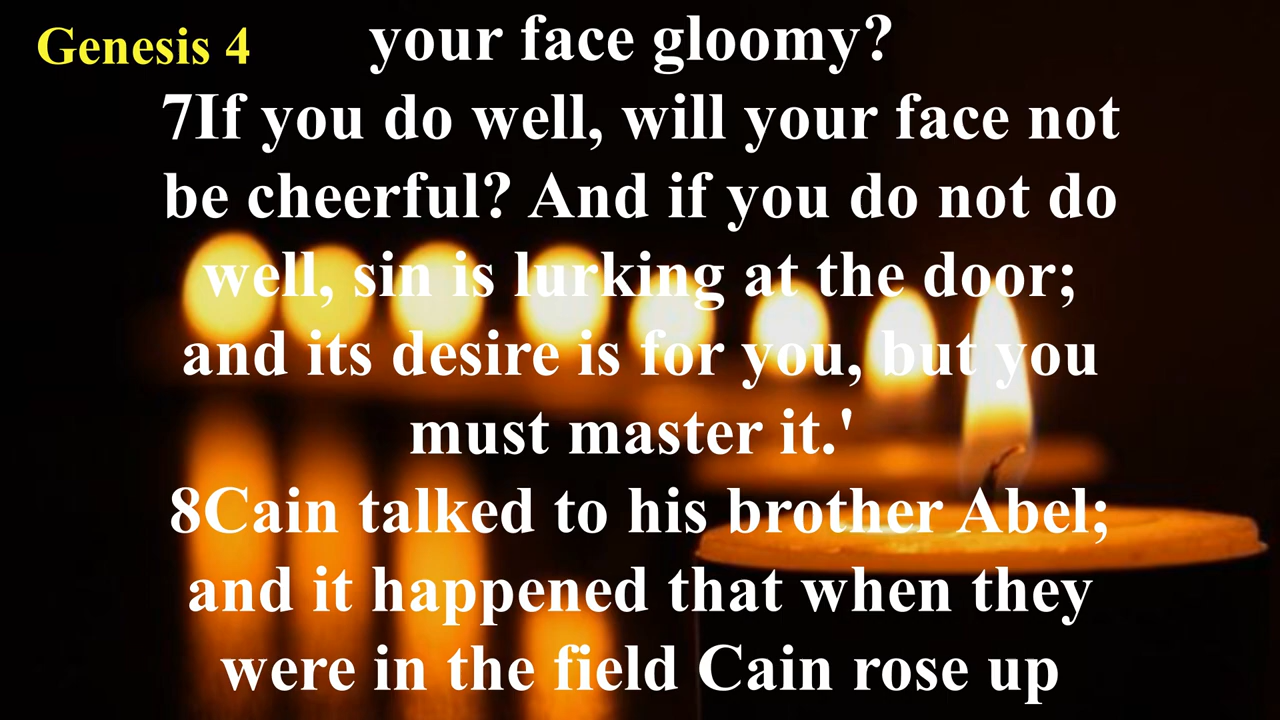 Genesis 4
your face gloomy?
7If you do well, will your face not
be cheerful? And if you do not do
well, sin is lurking at the door;
and its desire is for you, but you
must master it.'
8Cain talked to his brother Abel;
and it happened that when they
were in the field Cain rose up